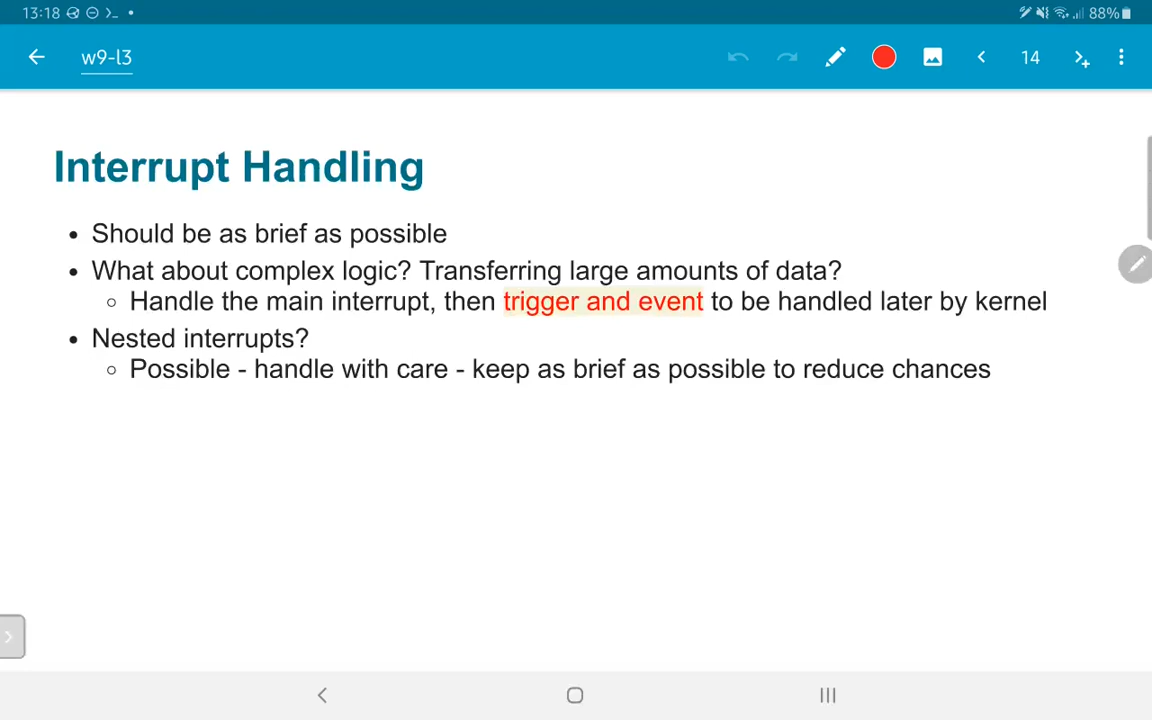 13:18 88%
w9-l3 14
Interrupt Handling
• Should be as brief as possible
• What about complex logic? Transferring large amounts of data?
○ Handle the main interrupt, then trigger and event to be handled later by kernel
• Nested interrupts?
○ Possible - handle with care - keep as brief as possible to reduce chances